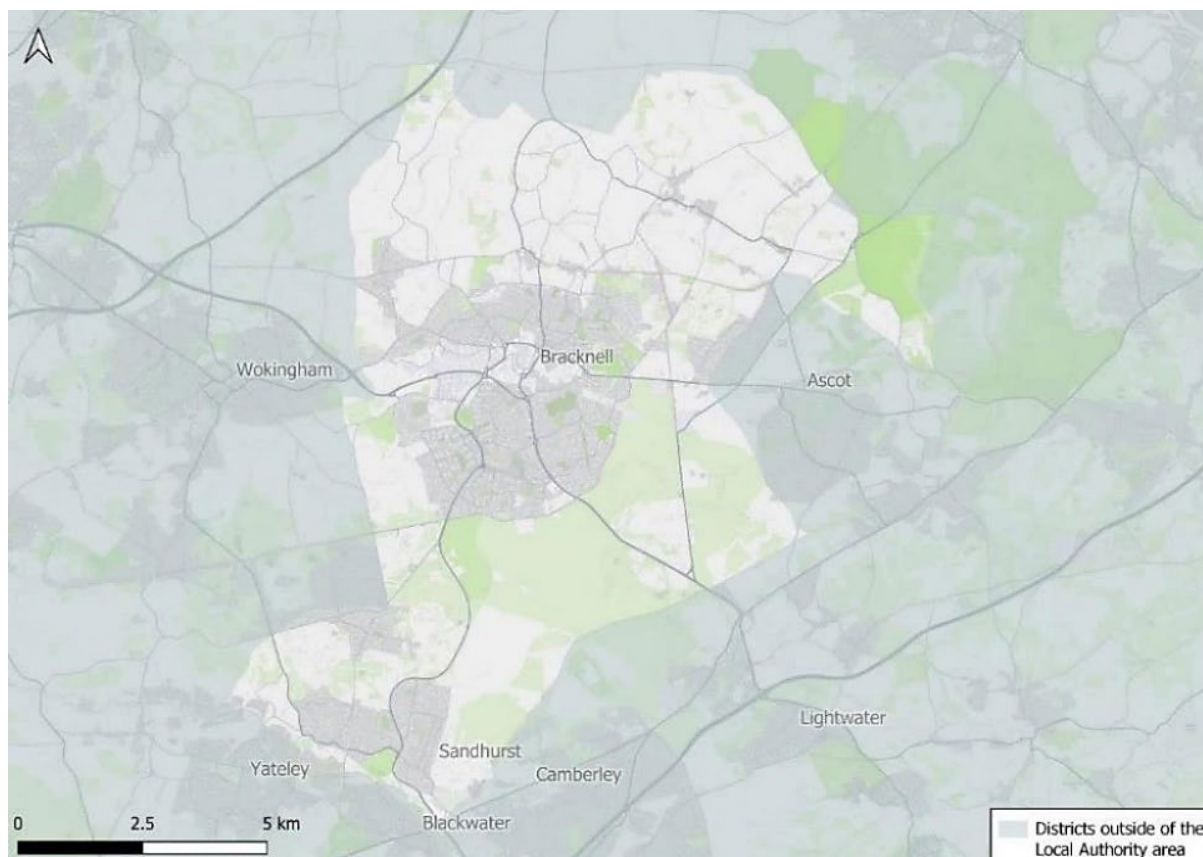 Bracknell
Wokingham
Ascot
Lightwater
Sandhurst
Yateley
Camberley
Blackwater
0 2.5 5 km
Districts outside of the
Local Authority area